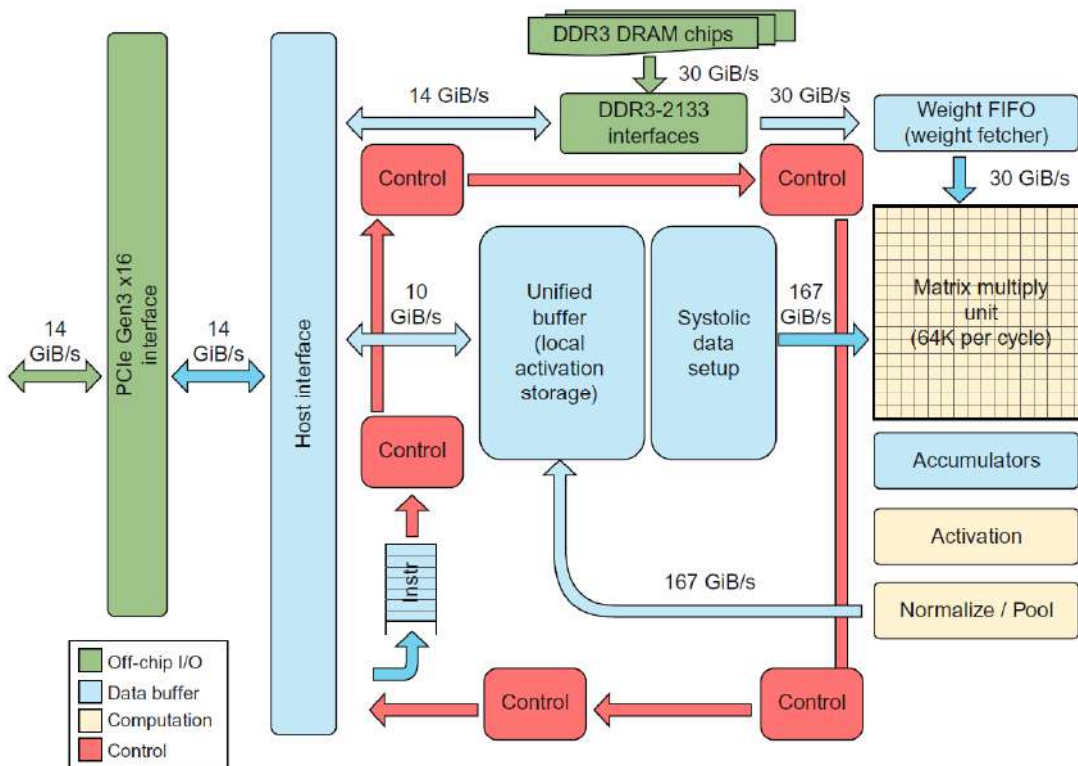 DDR3 DRAM chips
30 GiB/s
14 GiB/s
DDR3-2133
interfaces
30 GiB/s
Weight FIFO
(weight fetcher)
30 GiB/s
Control
Control
PCIe Gen3 x16
interface
14
GiB/s
14
GiB/s
Host interface
10
GiB/s
Unified
buffer
(local
activation
storage)
Systolic
data
setup
167
GiB/s
Matrix multiply
unit
(64K per cycle)
Control
Accumulators
Activation
Instr
167 GiB/s
Normalize / Pool
Off-chip I/O
Data buffer
Computation
Control
Control
Control